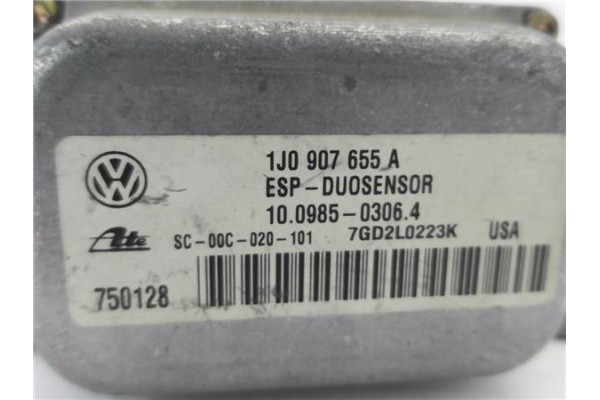 1J0 907 655 A
ESP-DUOSENSOR
10.0985-0306.4
Ate SC-00C-020-101 7GD2L0223K USA
750128